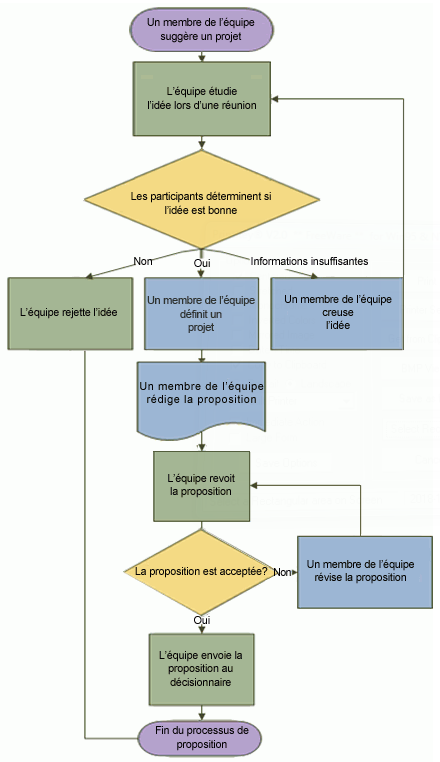 Un membre de l'équipe
suggère un projet
L'équipe étudie
l'idée lors d'une réunion
Les participants déterminent si
l'idée est bonne
Non
Oui
Informations insuffisantes
L'équipe rejette l'idée
Un membre de l'équipe
définit un
projet
Un membre de l'équipe
creuse
l'idée
Un membre de l'équipe
rédige la proposition
L'équipe revoit
la proposition
La proposition est acceptée?
Non
Un membre de l'équipe
révise la proposition
Oui
L'équipe envoie la
proposition au
décisionnaire
Fin du processus de
proposition